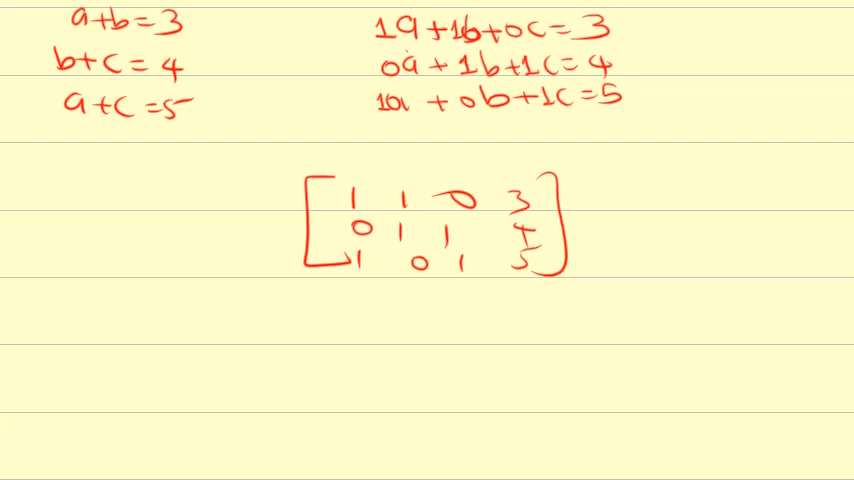 a+b=3
b+c=4
a+c=5
1a+1b+0c=3
0a+1b+1c=4
1a+0b+1c=5
1 1 0 3
0 1 1 4
1 0 1 5